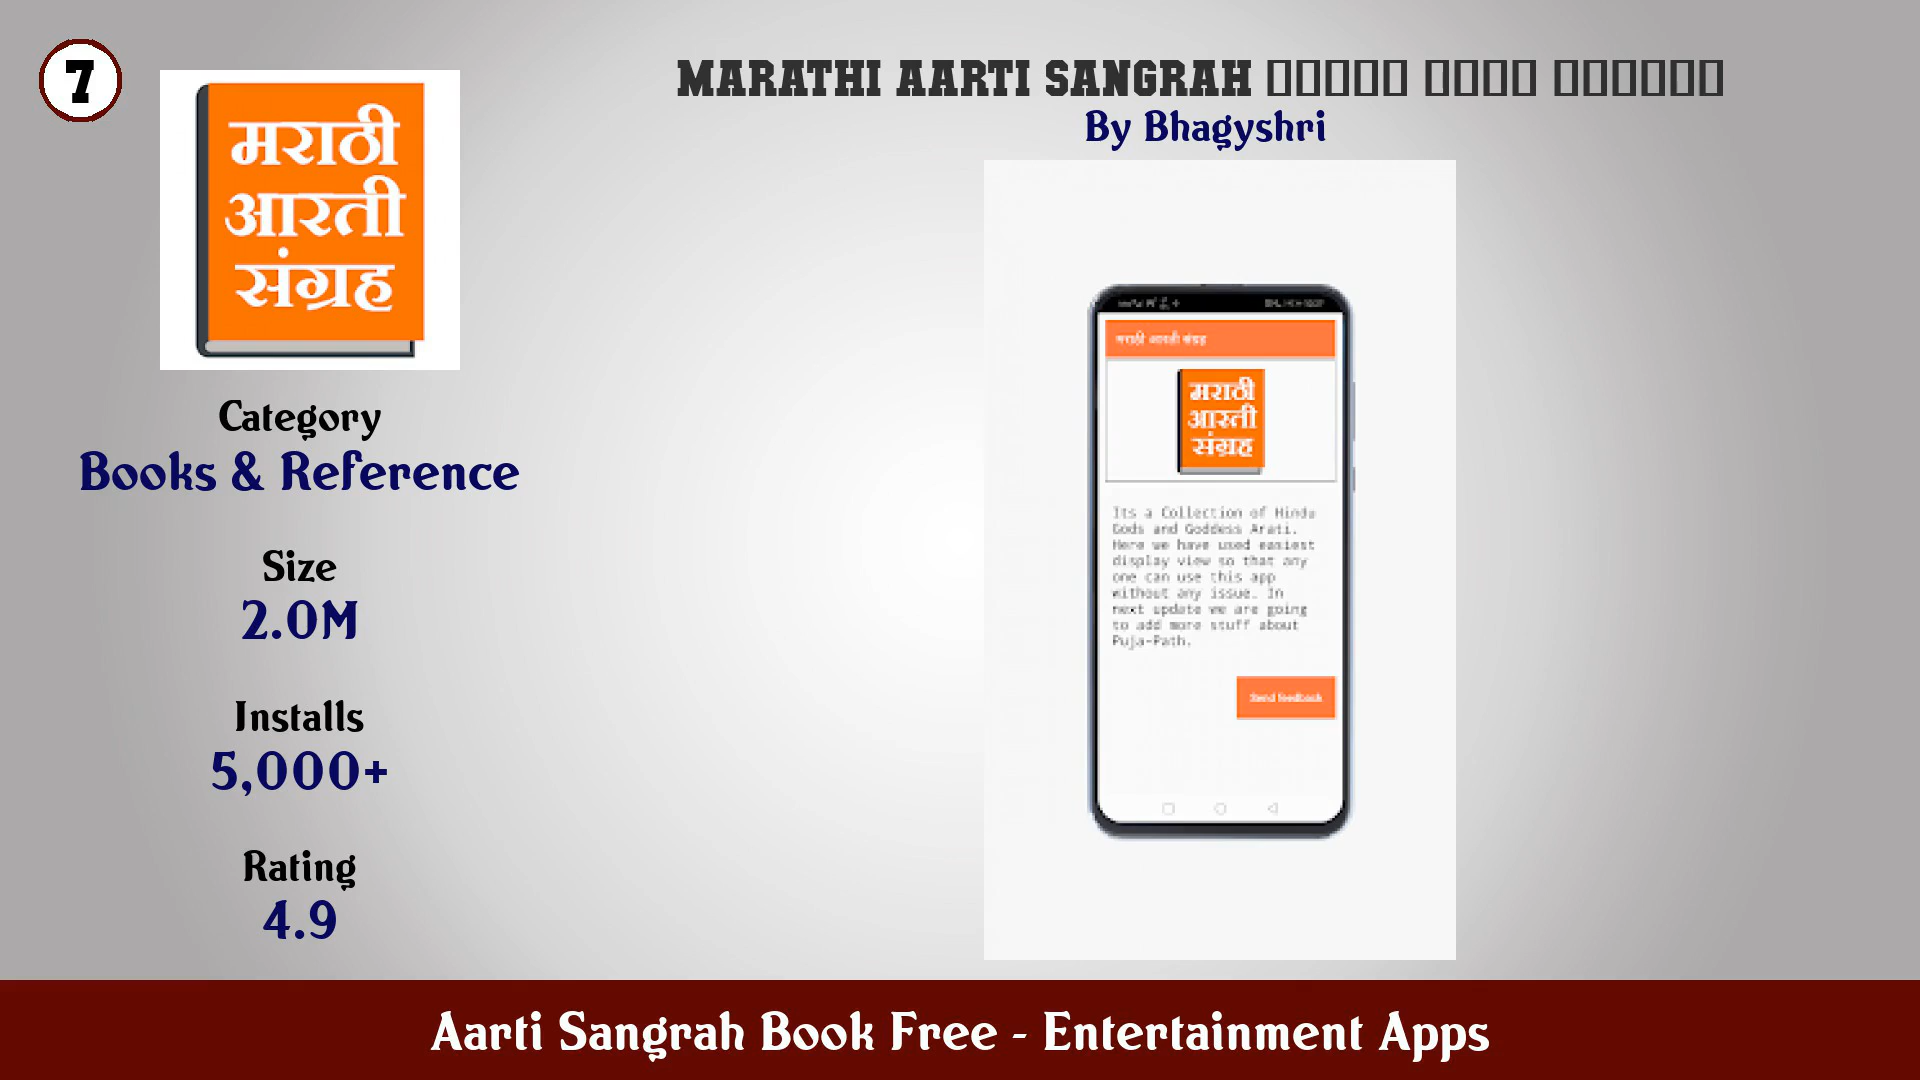 7
MARATHI AARTI SANGRAH
By Bhagyshri
मराठी
आरती
संग्रह
Category
Books & Reference
Size
2.0M
Installs
5,000+
Rating
4.9
मराठी आरती संग्रह
मराठी
आरती
संग्रह
Its a Collection of Hindu
Gods and Goddess Arati.
Here we have used easiest
display view so that any
one can use this app
without any issue. In
next update we are going
to add more stuff about
Puja-Path.
Send feedback
Aarti Sangrah Book Free - Entertainment Apps